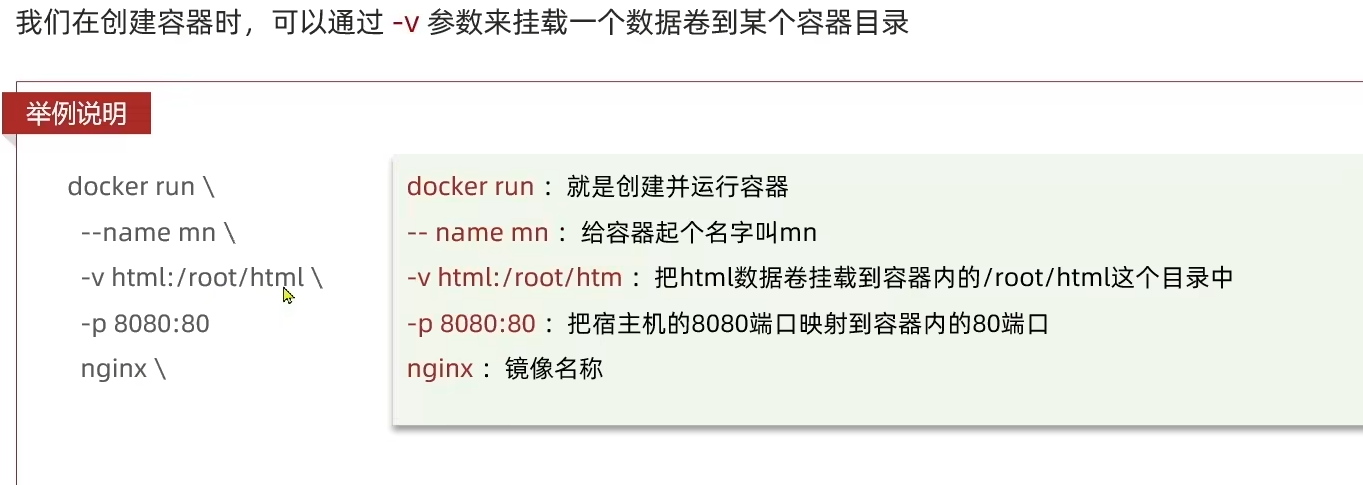 我们在创建容器时，可以通过 -v 参数来挂载一个数据卷到某个容器目录
举例说明
docker run \
--name mn \
-v html:/root/html \
-p 8080:80
nginx \
docker run ：就是创建并运行容器
-- name mn ：给容器起个名字叫mn
-v html:/root/htm ：把html数据卷挂载到容器内的/root/html这个目录中
-p 8080:80 ：把宿主机的8080端口映射到容器内的80端口
nginx ：镜像名称